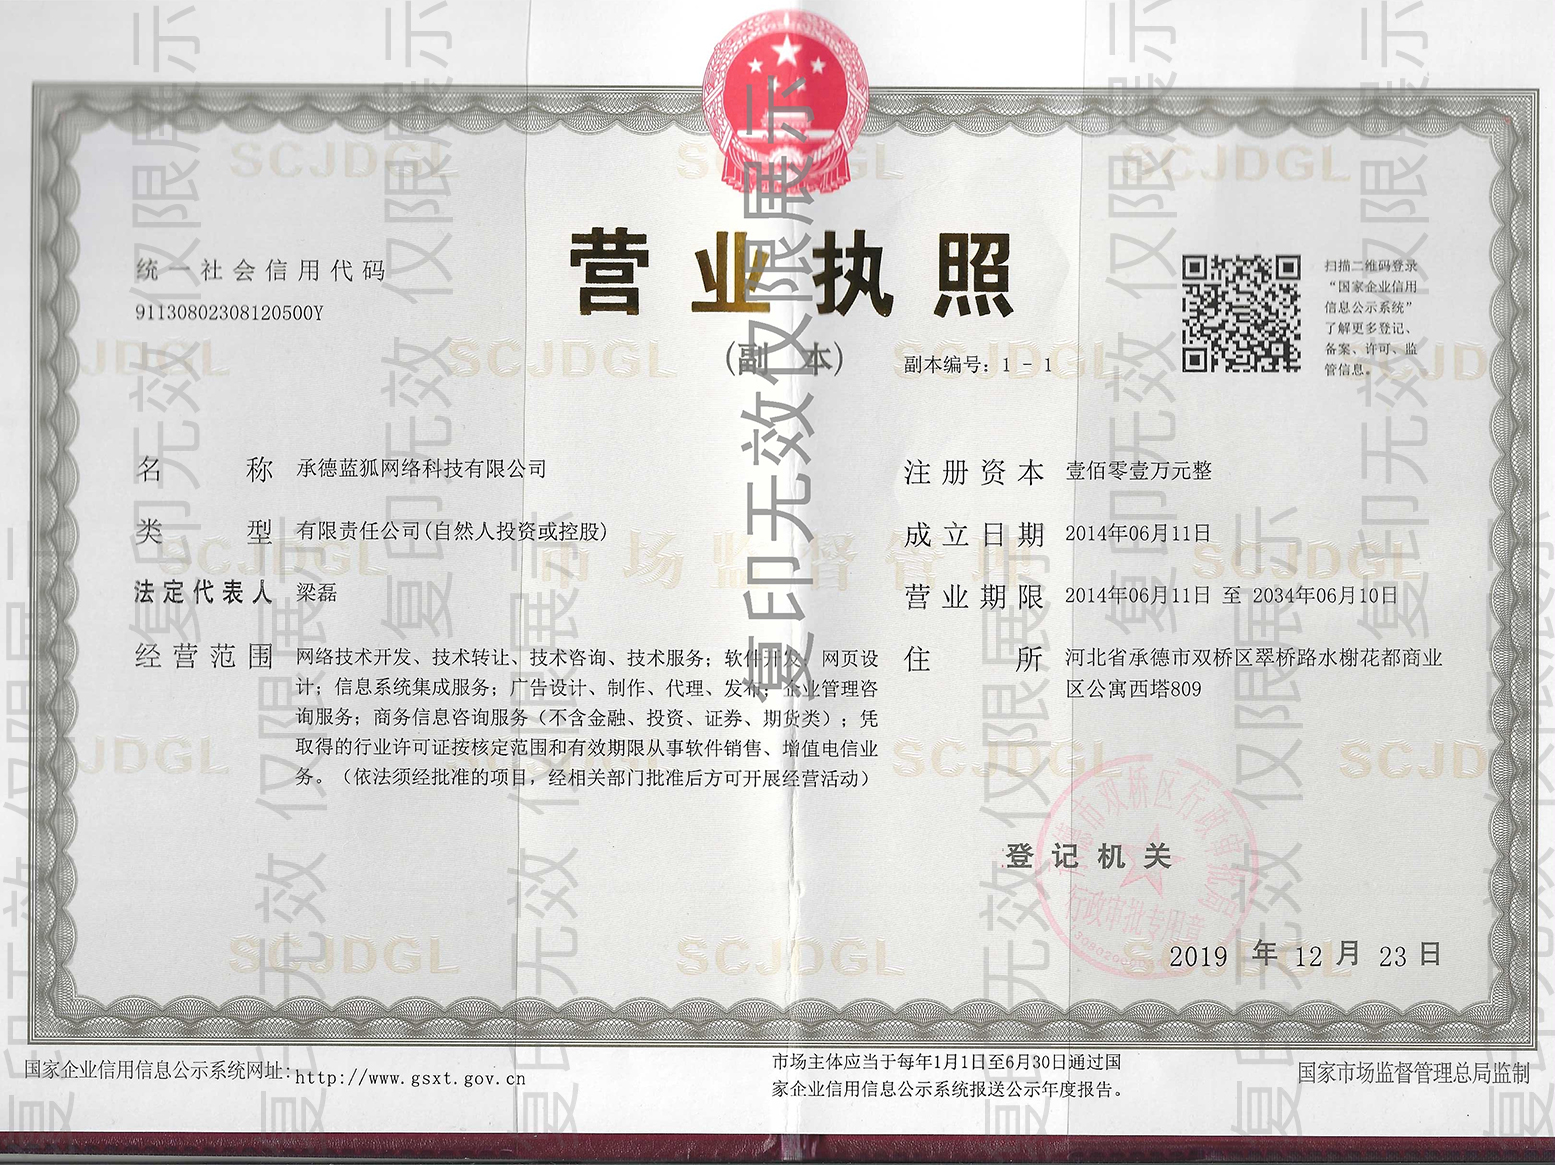 营业执照
(副 本)
副本编号：1 - 1
统一社会信用代码
91130802308120500Y
扫描二维码登录
“国家企业信用
信息公示系统”
了解更多登记、
备案、许可、监
管信息。
名 称 承德蓝狐网络科技有限公司
类 型 有限责任公司(自然人投资或控股)
法定代表人 梁磊
经营范围 网络技术开发、技术转让、技术咨询、技术服务；软件开发；网页设
计；信息系统集成服务；广告设计、制作、代理、发布；企业管理咨
询服务；商务信息咨询服务（不含金融、投资、证券、期货类）；凭
取得的行业许可证按核定范围和有效期限从事软件销售、增值电信业
务。（依法须经批准的项目，经相关部门批准后方可开展经营活动）
注册资本 壹佰零壹万元整
成立日期 2014年06月11日
营业期限 2014年06月11日 至 2034年06月10日
住 所 河北省承德市双桥区翠桥路水榭花都商业
区公寓西塔809
登记机关
承德市双桥区行政审批局
行政审批专用章
2019 年 12 月 23 日
国家企业信用信息公示系统网址：http://www.gsxt.gov.cn
市场主体应当于每年1月1日至6月30日通过国
家企业信用信息公示系统报送公示年度报告。
国家市场监督管理总局监制
复印无效 仅限展示
SCJDGL
市场监督管理